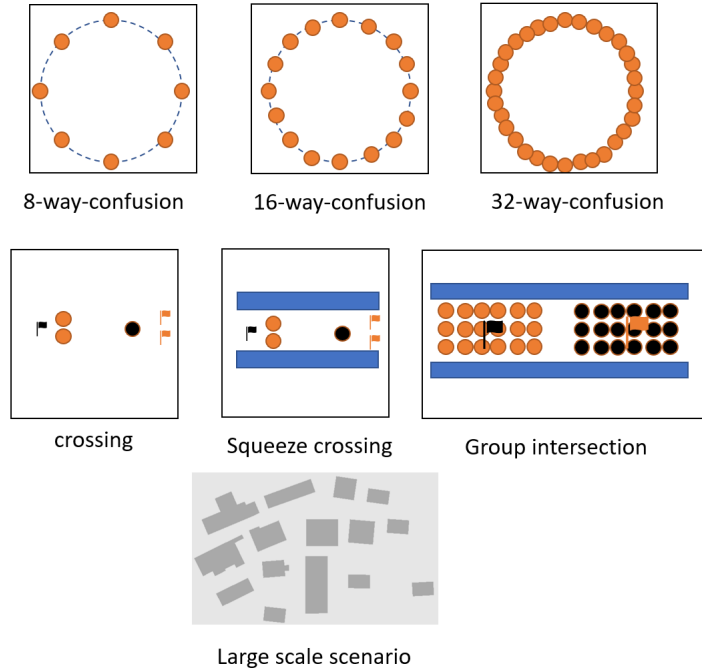 8-way-confusion
16-way-confusion
32-way-confusion
crossing
Squeeze crossing
Group intersection
Large scale scenario